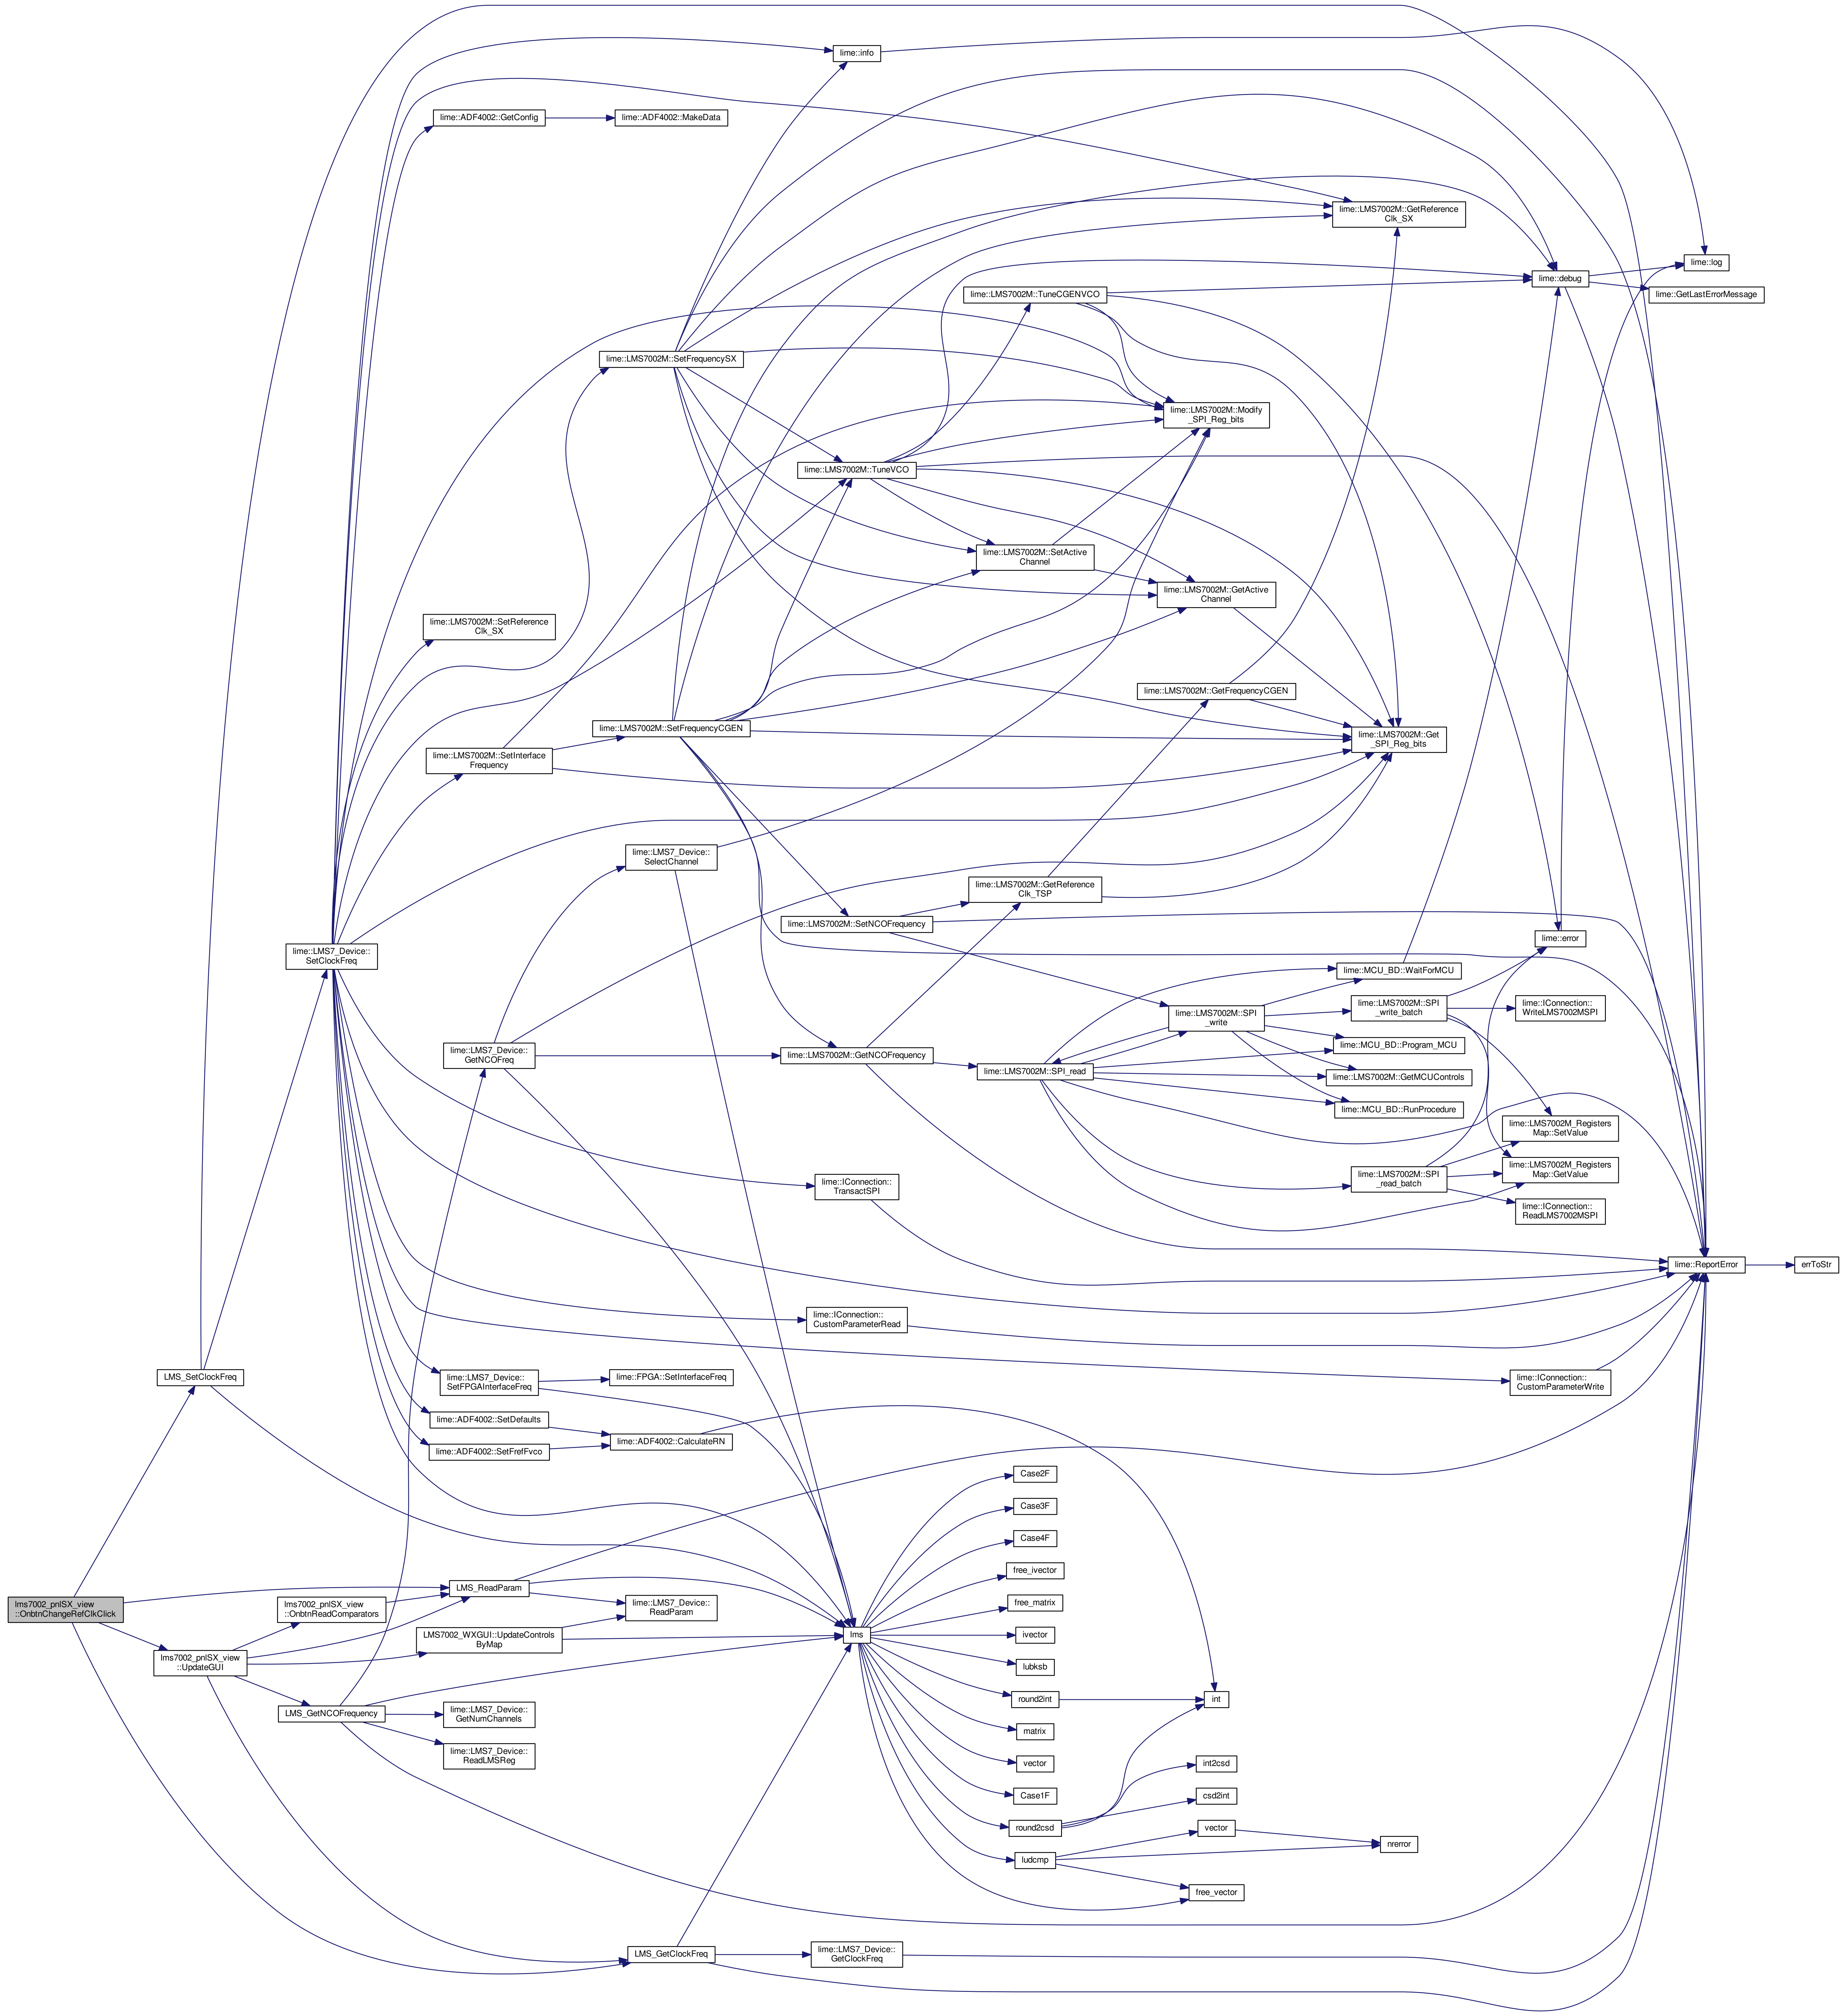 lime::info
lime::ADF4002::GetConfig
lime::ADF4002::MakeData
lime::LMS7002M::GetReference
Clk_SX
lime::log
lime::debug
lime::GetLastErrorMessage
lime::LMS7002M::TuneCGENVCO
lime::LMS7002M::SetFrequencySX
lime::LMS7002M::Modify
_SPI_Reg_bits
lime::LMS7002M::TuneVCO
lime::LMS7002M::SetActive
Channel
lime::LMS7002M::GetActive
Channel
lime::LMS7002M::SetReference
Clk_SX
lime::LMS7002M::GetFrequencyCGEN
lime::LMS7002M::SetFrequencyCGEN
lime::LMS7002M::Get
_SPI_Reg_bits
lime::LMS7002M::SetInterface
Frequency
lime::LMS7_Device::
SelectChannel
lime::LMS7002M::GetReference
Clk_TSP
lime::LMS7002M::SetNCOFrequency
lime::error
lime::LMS7_Device::
SetClockFreq
lime::MCU_BD::WaitForMCU
lime::LMS7002M::SPI
_write_batch
lime::IConnection::
WriteLMS7002MSPI
lime::LMS7002M::SPI
_write
lime::MCU_BD::Program_MCU
lime::LMS7_Device::
GetNCOFreq
lime::LMS7002M::GetNCOFrequency
lime::LMS7002M::SPI_read
lime::LMS7002M::GetMCUControls
lime::MCU_BD::RunProcedure
lime::LMS7002M_Registers
Map::SetValue
lime::LMS7002M_Registers
Map::GetValue
lime::LMS7002M::SPI
_read_batch
lime::IConnection::
TransactSPI
lime::IConnection::
ReadLMS7002MSPI
lime::ReportError
errToStr
lime::IConnection::
CustomParameterRead
LMS_SetClockFreq
lime::LMS7_Device::
SetFPGAInterfaceFreq
lime::FPGA::SetInterfaceFreq
lime::IConnection::
CustomParameterWrite
lime::ADF4002::SetDefaults
lime::ADF4002::CalculateRN
lime::ADF4002::SetFrefFvco
Case2F
Case3F
Case4F
free_ivector
free_matrix
LMS_ReadParam
lms7002_pnlSX_view
::OnbtnChangeRefClkClick
lms7002_pnlSX_view
::OnbtnReadComparators
lime::LMS7_Device::
ReadParam
LMS7002_WXGUI::UpdateControls
ByMap
lms
ivector
lms7002_pnlSX_view
::UpdateGUI
lubksb
round2int
int
LMS_GetNCOFrequency
lime::LMS7_Device::
GetNumChannels
matrix
lime::LMS7_Device::
ReadLMSReg
vector
int2csd
Case1F
csd2int
round2csd
vector
nrerror
ludcmp
free_vector
LMS_GetClockFreq
lime::LMS7_Device::
GetClockFreq